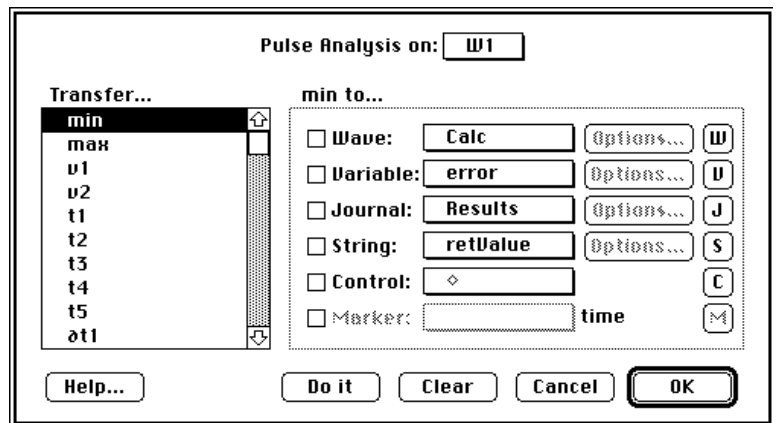 Pulse Analysis on: W1
Transfer... min to...
min
max
v1
v2
t1
t2
t3
t4
t5
∂t1
Wave: Calc Options... W
Variable: error Options... V
Journal: Results Options... J
String: retValue Options... S
Control: ◇ C
Marker: time M
Help... Do it Clear Cancel OK